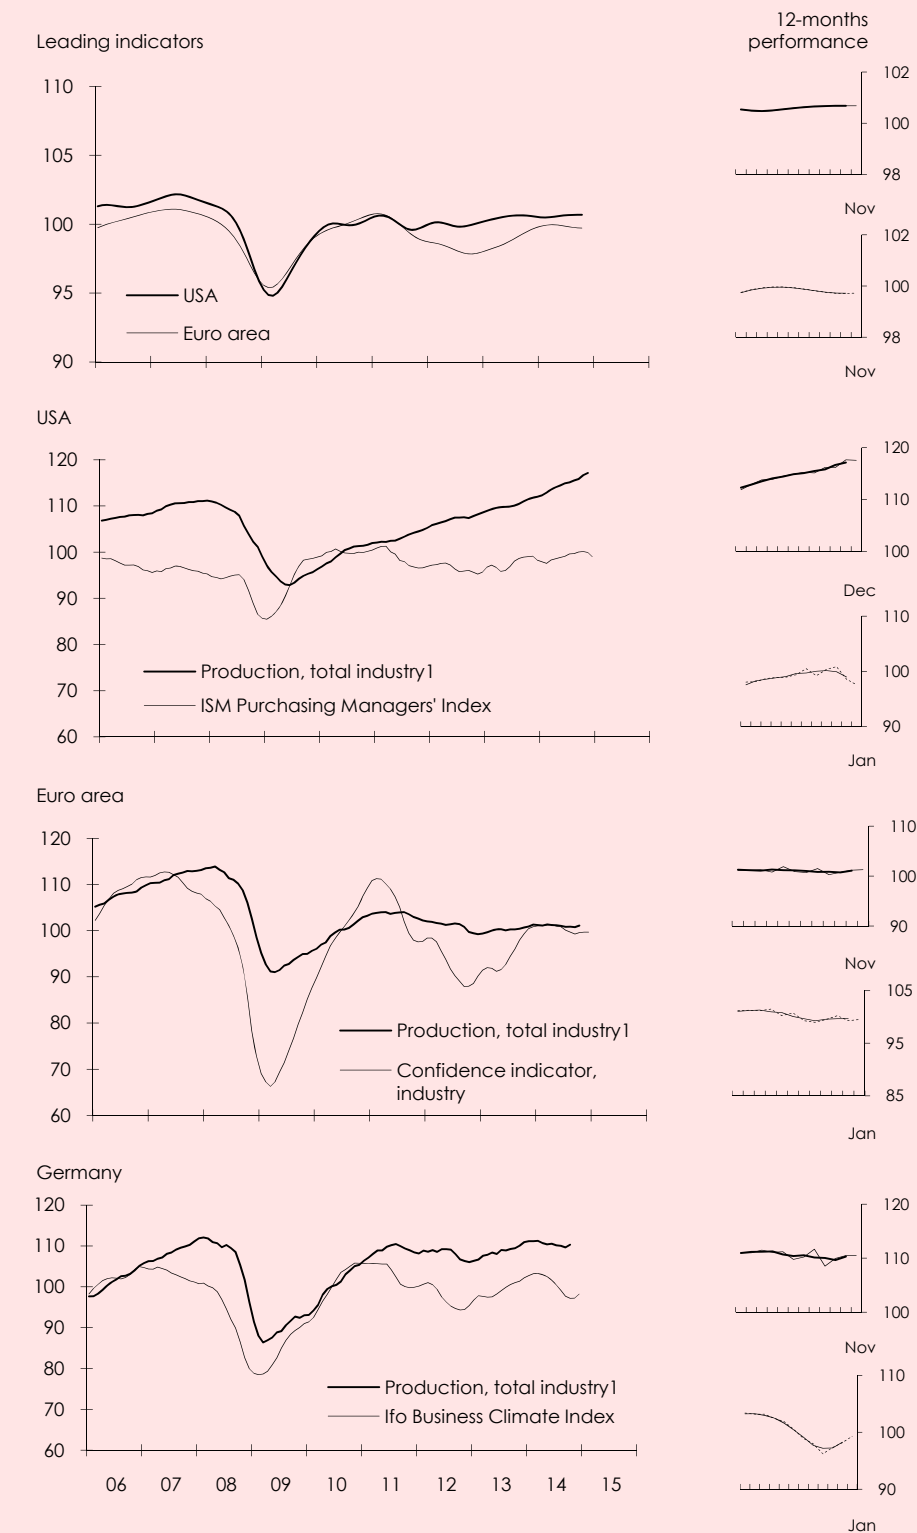 12-months
performance
Leading indicators
110
105
100
95
90
USA
Euro area
102
100
98
Nov
102
100
98
Nov
USA
120
110
100
90
80
70
60
Production, total industry1
ISM Purchasing Managers' Index
120
110
100
Dec
110
100
90
Jan
Euro area
120
110
100
90
80
70
60
Production, total industry1
Confidence indicator,
industry
110
100
90
Nov
105
95
85
Jan
Germany
120
110
100
90
80
70
60
Production, total industry1
Ifo Business Climate Index
06 07 08 09 10 11 12 13 14 15
120
110
100
Nov
110
100
90
Jan